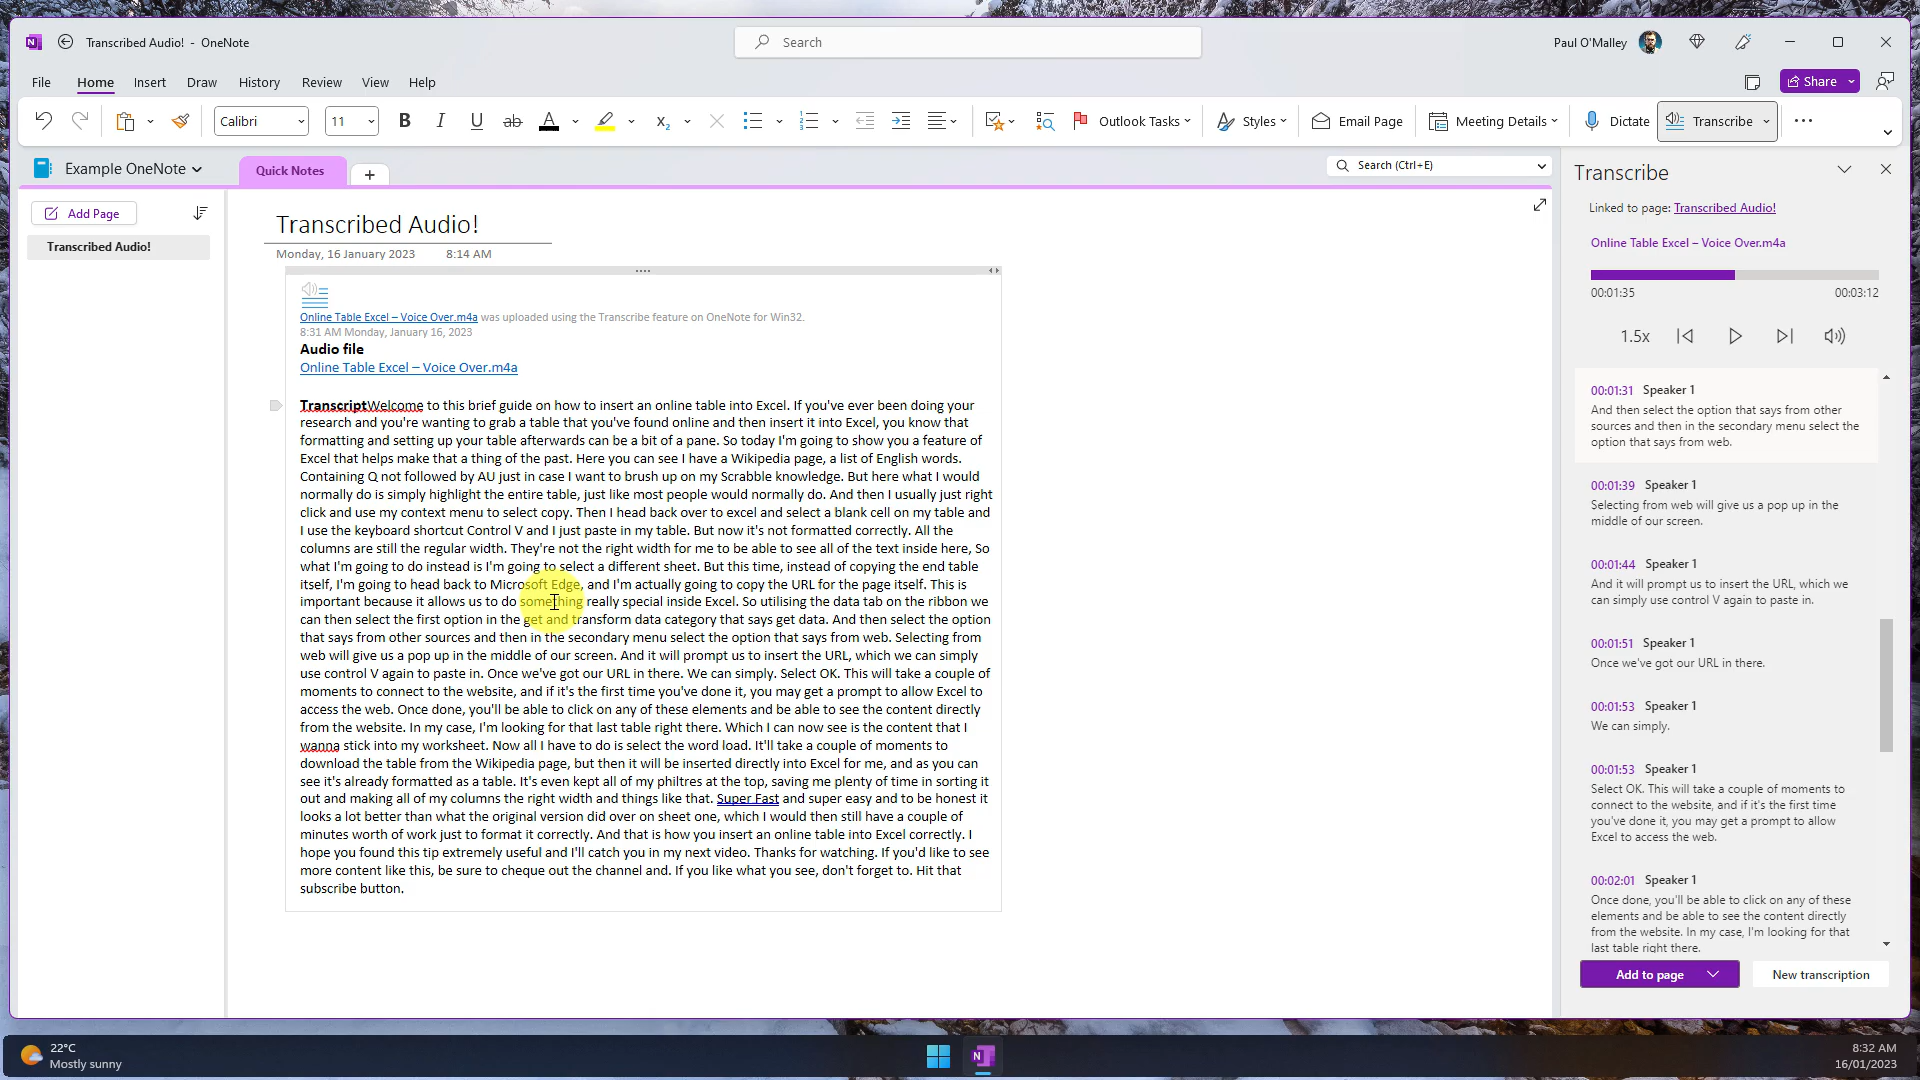 Transcribed Audio! - OneNote
Search
Paul O'Malley
File Home Insert Draw History Review View Help
Share
Calibri 11 B I U ab A x₂ Outlook Tasks Styles Email Page Meeting Details Dictate Transcribe
Example OneNote Quick Notes + Search (Ctrl+E)
Add Page
Transcribed Audio!
Transcribed Audio!
Monday, 16 January 2023 8:14 AM
Online Table Excel – Voice Over.m4a was uploaded using the Transcribe feature on OneNote for Win32.
8:31 AM Monday, January 16, 2023
Audio file
Online Table Excel – Voice Over.m4a
TranscriptWelcome to this brief guide on how to insert an online table into Excel. If you've ever been doing your
research and you're wanting to grab a table that you've found online and then insert it into Excel, you know that
formatting and setting up your table afterwards can be a bit of a pane. So today I'm going to show you a feature of
Excel that helps make that a thing of the past. Here you can see I have a Wikipedia page, a list of English words.
Containing Q not followed by AU just in case I want to brush up on my Scrabble knowledge. But here what I would
normally do is simply highlight the entire table, just like most people would normally do. And then I usually just right
click and use my context menu to select copy. Then I head back over to excel and select a blank cell on my table and
I use the keyboard shortcut Control V and I just paste in my table. But now it's not formatted correctly. All the
columns are still the regular width. They're not the right width for me to be able to see all of the text inside here, So
what I'm going to do instead is I'm going to select a different sheet. But this time, instead of copying the end table
itself, I'm going to head back to Microsoft Edge, and I'm actually going to copy the URL for the page itself. This is
important because it allows us to do something really special inside Excel. So utilising the data tab on the ribbon we
can then select the first option in the get and transform data category that says get data. And then select the option
that says from other sources and then in the secondary menu select the option that says from web. Selecting from
web will give us a pop up in the middle of our screen. And it will prompt us to insert the URL, which we can simply
use control V again to paste in. Once we've got our URL in there. We can simply. Select OK. This will take a couple of
moments to connect to the website, and if it's the first time you've done it, you may get a prompt to allow Excel to
access the web. Once done, you'll be able to click on any of these elements and be able to see the content directly
from the website. In my case, I'm looking for that last table right there. Which I can now see is the content that I
wanna stick into my worksheet. Now all I have to do is select the word load. It'll take a couple of moments to
download the table from the Wikipedia page, but then it will be inserted directly into Excel for me, and as you can
see it's already formatted as a table. It's even kept all of my philtres at the top, saving me plenty of time in sorting it
out and making all of my columns the right width and things like that. Super Fast and super easy and to be honest it
looks a lot better than what the original version did over on sheet one, which I would then still have a couple of
minutes worth of work just to format it correctly. And that is how you insert an online table into Excel correctly. I
hope you found this tip extremely useful and I'll catch you in my next video. Thanks for watching. If you'd like to see
more content like this, be sure to cheque out the channel and. If you like what you see, don't forget to. Hit that
subscribe button.
Transcribe
Linked to page: Transcribed Audio!
Online Table Excel – Voice Over.m4a
00:01:35 00:03:12
1.5x
00:01:31 Speaker 1
And then select the option that says from other
sources and then in the secondary menu select the
option that says from web.
00:01:39 Speaker 1
Selecting from web will give us a pop up in the
middle of our screen.
00:01:44 Speaker 1
And it will prompt us to insert the URL, which we
can simply use control V again to paste in.
00:01:51 Speaker 1
Once we've got our URL in there.
00:01:53 Speaker 1
We can simply.
00:01:53 Speaker 1
Select OK. This will take a couple of moments to
connect to the website, and if it's the first time
you've done it, you may get a prompt to allow
Excel to access the web.
00:02:01 Speaker 1
Once done, you'll be able to click on any of these
elements and be able to see the content directly
from the website. In my case, I'm looking for that
last table right there.
Add to page New transcription
22°C
Mostly sunny
8:32 AM
16/01/2023